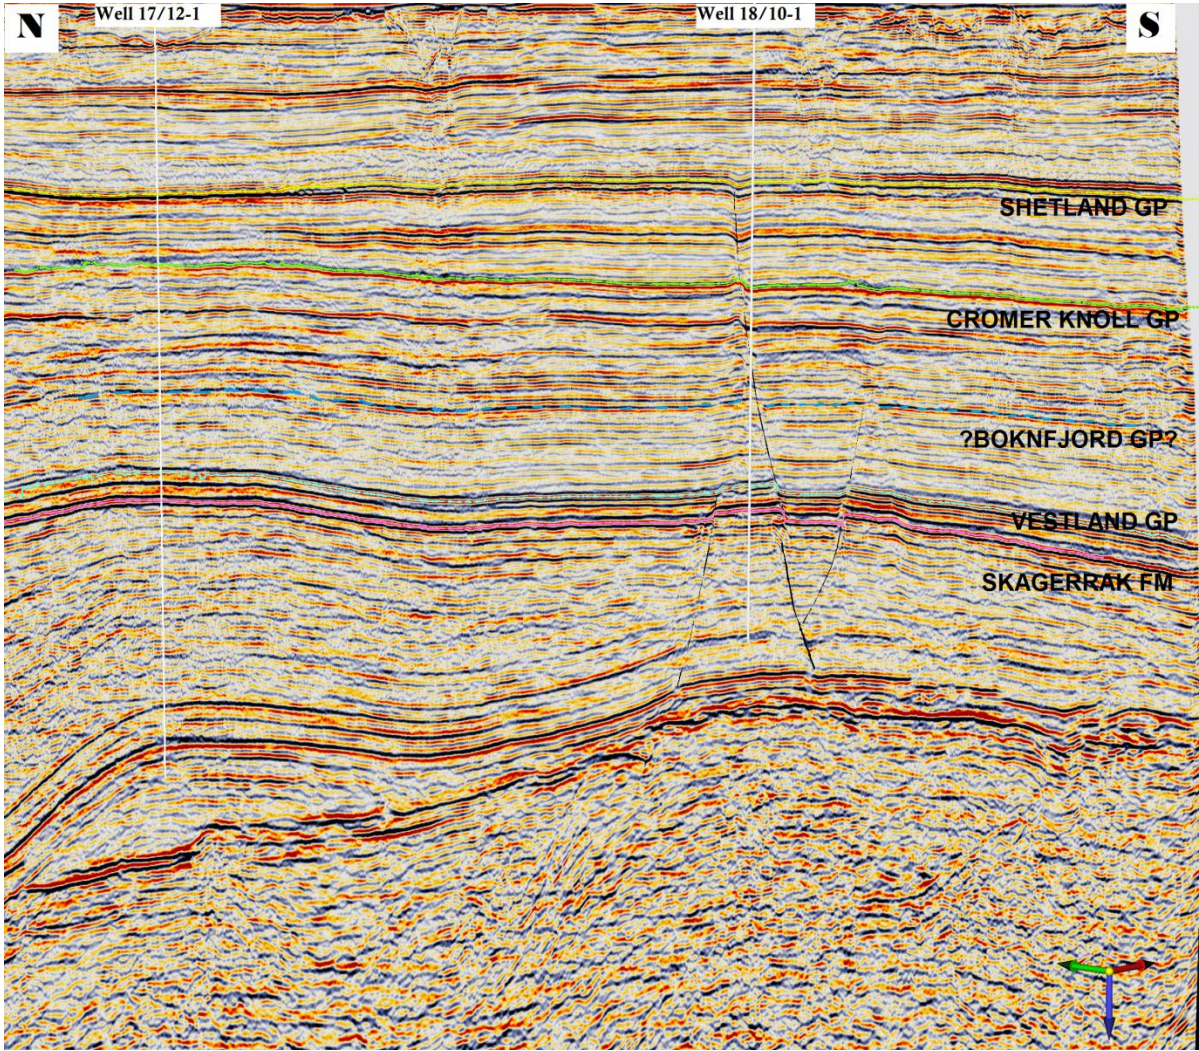 N
Well 17/12-1
Well 18/10-1
S
SHETLAND GP
CROMER KNOLL GP
?BOKNFJORD GP?
VESTLAND GP
SKAGERRAK FM